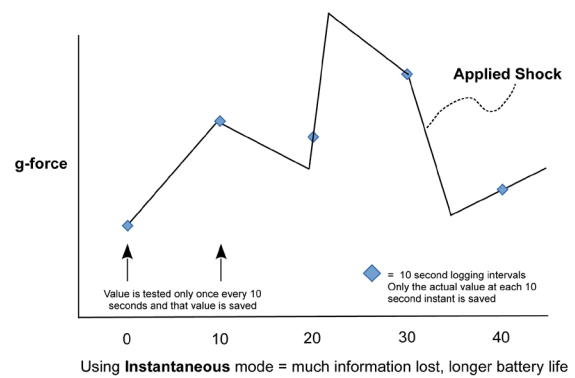 Applied Shock
g-force
= 10 second logging intervals
Only the actual value at each 10
second instant is saved
Value is tested only once every 10
seconds and that value is saved
0 10 20 30 40
Using Instantaneous mode = much information lost, longer battery life